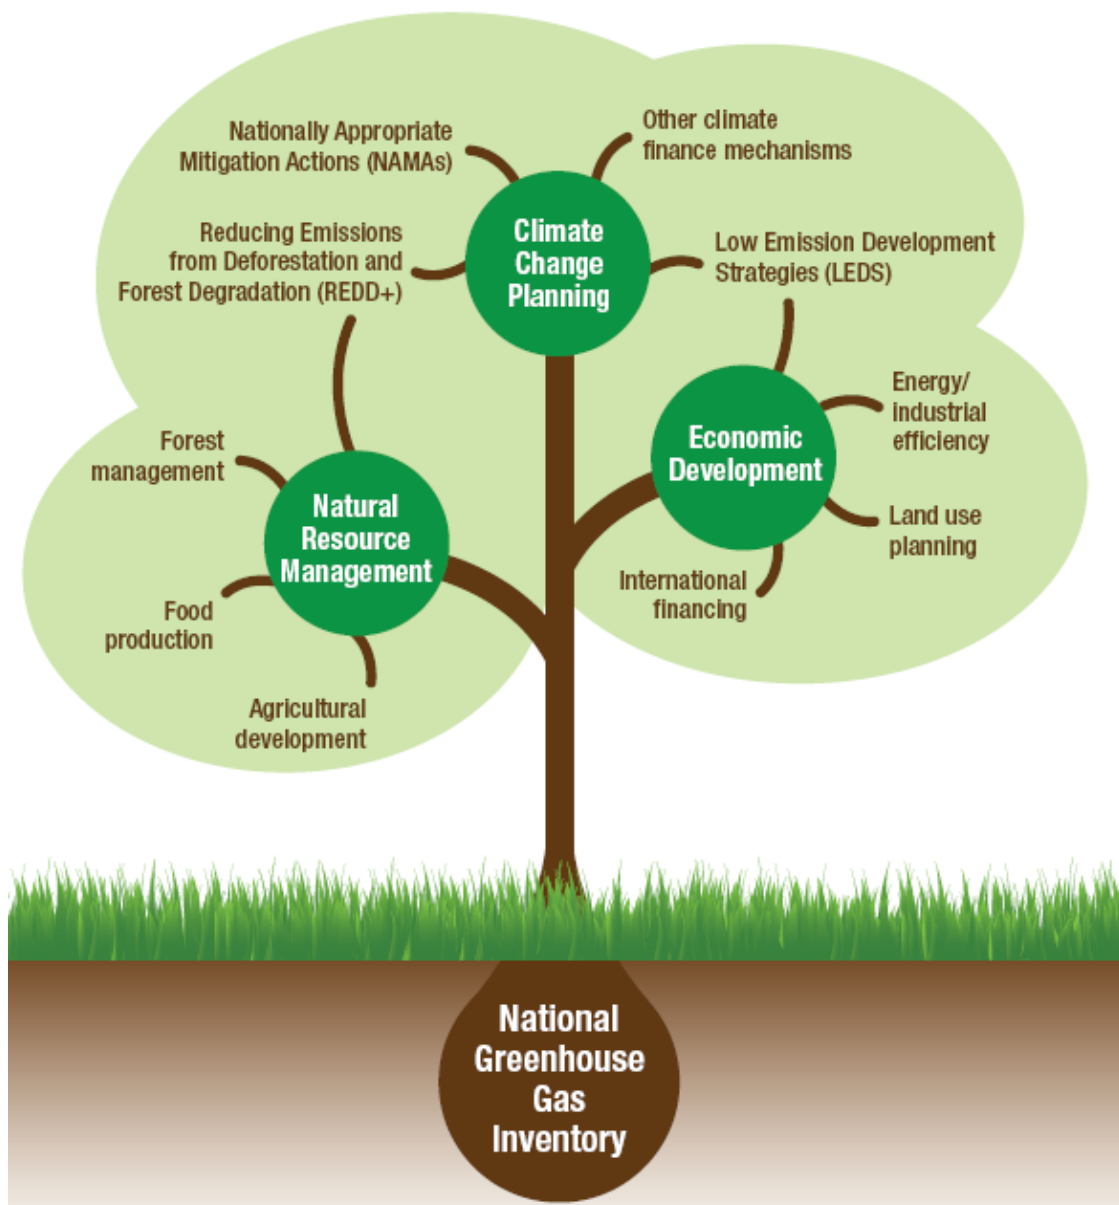 Nationally Appropriate
Mitigation Actions (NAMAs)
Other climate
finance mechanisms
Climate
Change
Planning
Reducing Emissions
from Deforestation and
Forest Degradation (REDD+)
Low Emission Development
Strategies (LEDS)
Economic
Development
Energy/
industrial
efficiency
Land use
planning
International
financing
Forest
management
Natural
Resource
Management
Food
production
Agricultural
development
National
Greenhouse
Gas
Inventory